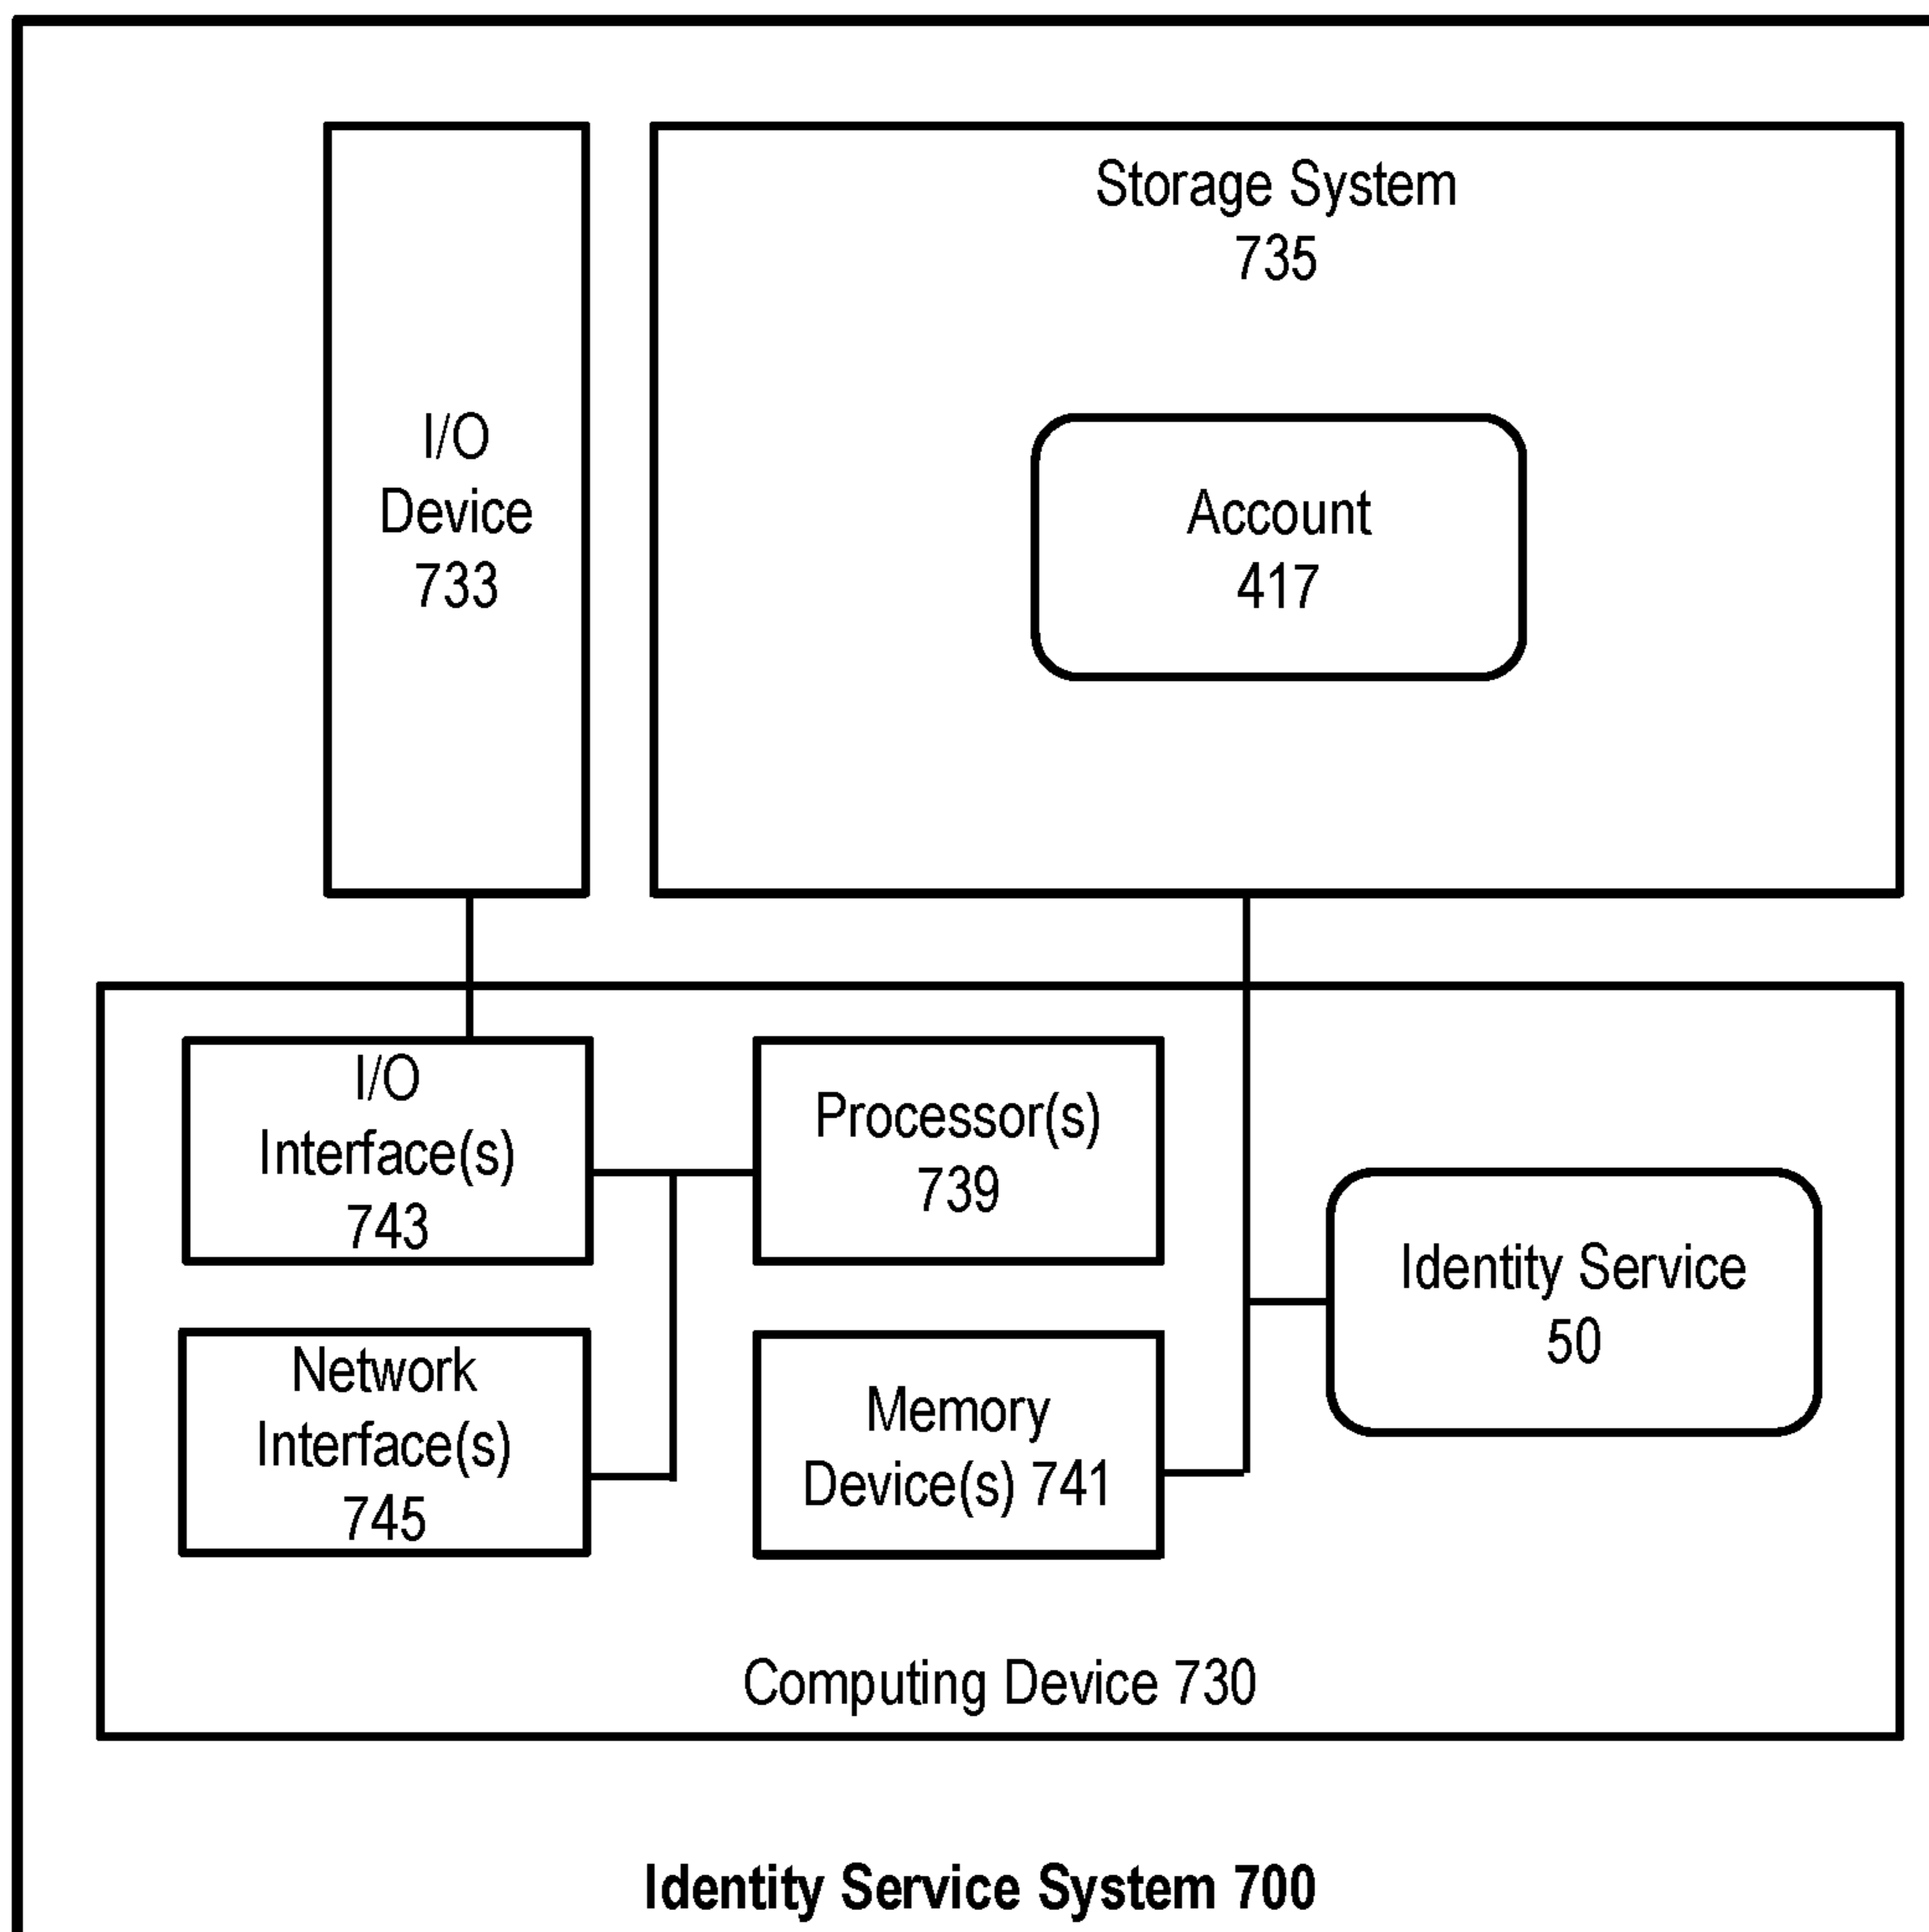 Storage System
735
I/O
Device
733
Account
417
I/O
Interface(s)
743
Processor(s)
739
Identity Service
50
Network
Interface(s)
745
Memory
Device(s) 741
Computing Device 730
Identity Service System 700